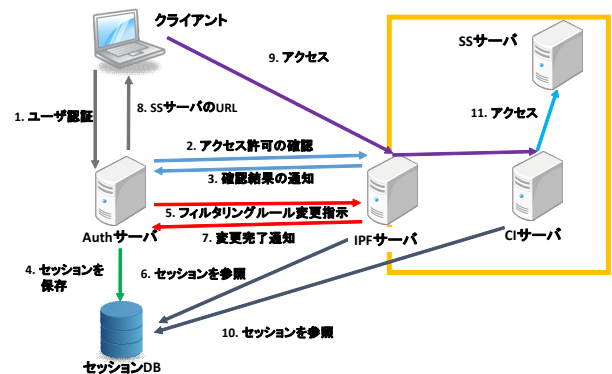 クライアント
SSサーバ
9. アクセス
1. ユーザ認証
8. SSサーバのURL
11. アクセス
2. アクセス許可の確認
3. 確認結果の通知
5. フィルタリングルール変更指示
7. 変更完了通知
Authサーバ
IPFサーバ
CIサーバ
4. セッションを
保存
6. セッションを参照
10. セッションを参照
セッションDB